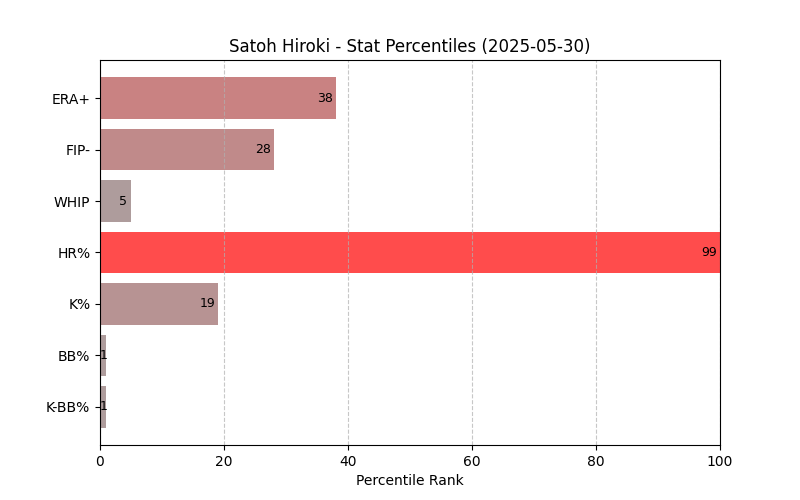 Satoh Hiroki - Stat Percentiles (2025-05-30)
ERA+ 38
FIP- 28
WHIP 5
HR% 99
K% 19
BB% 1
K-BB% 1
0 20 40 60 80 100
Percentile Rank